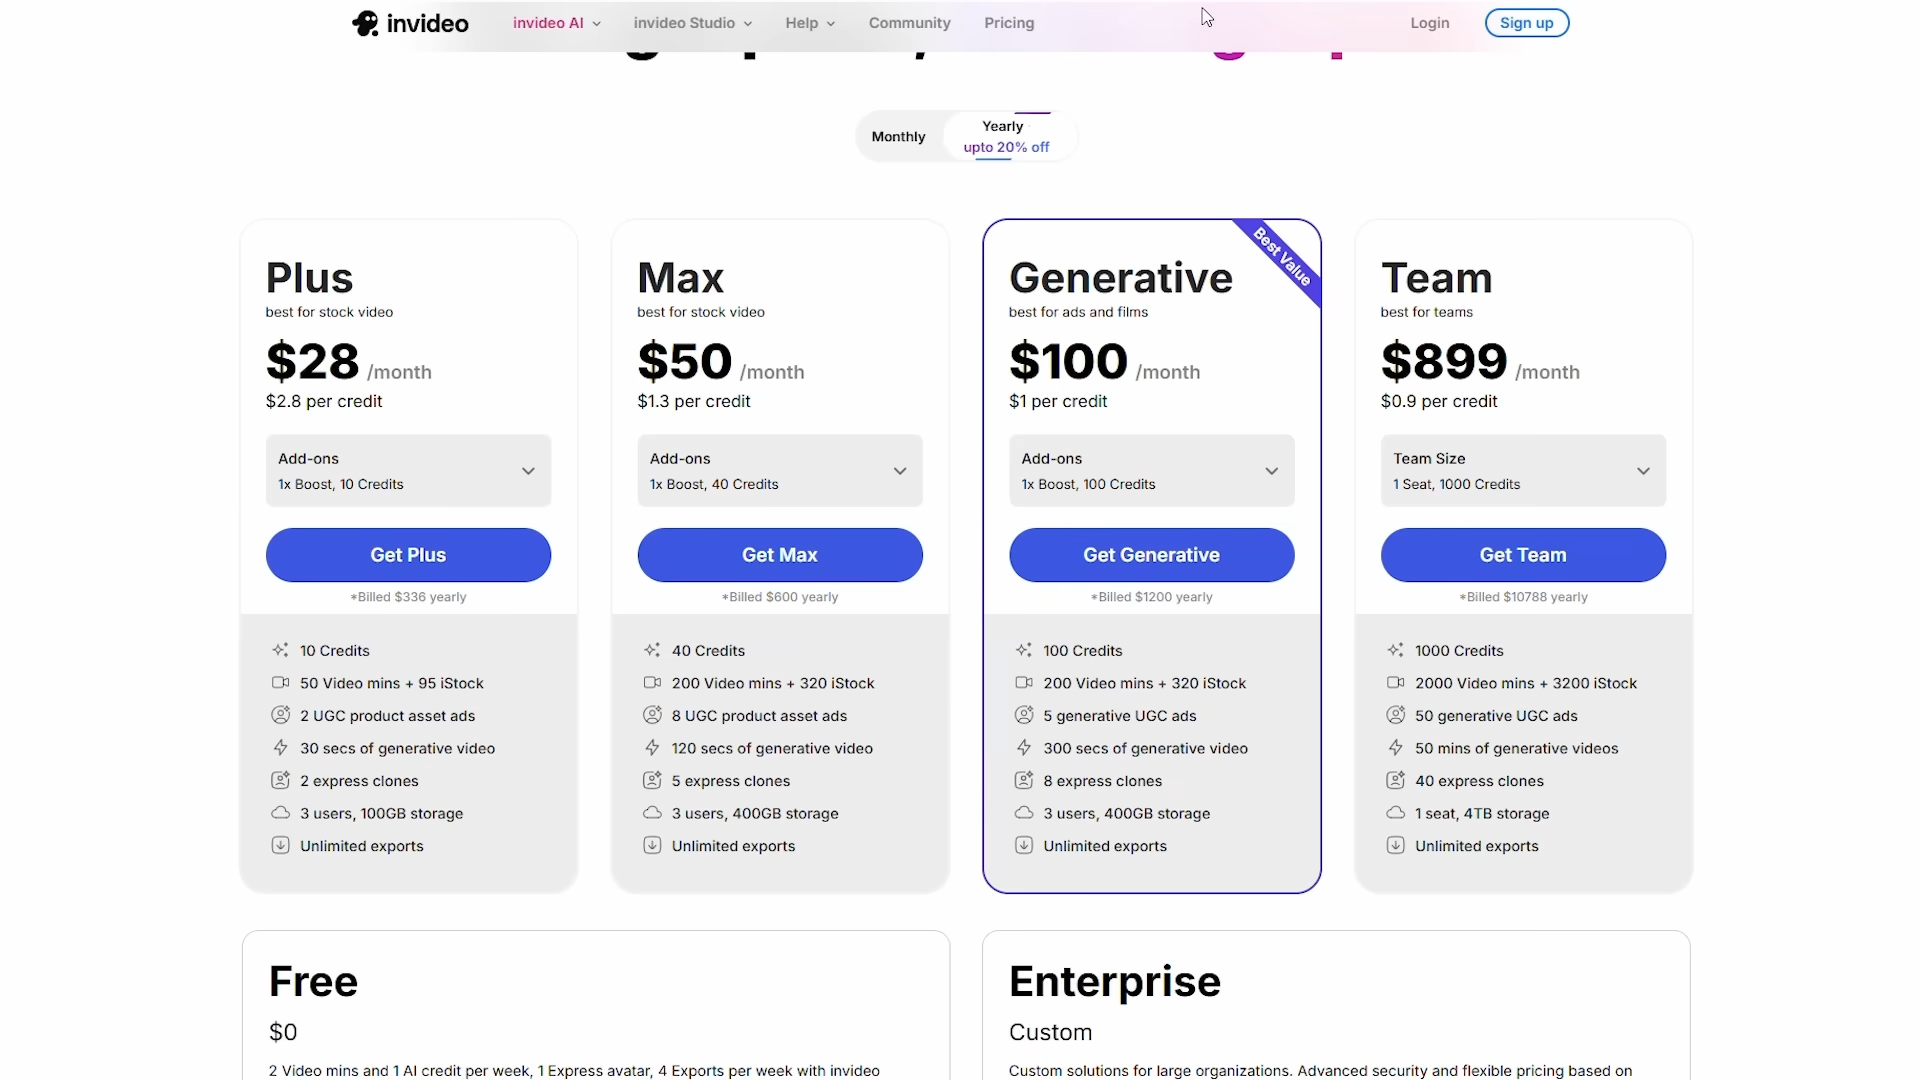 invideo
invideo AI
invideo Studio
Help
Community
Pricing
Login
Sign up
Monthly
Yearly
upto 20% off
Plus
best for stock video
$28 /month
$2.8 per credit
Add-ons
1x Boost, 10 Credits
Get Plus
*Billed $336 yearly
10 Credits
50 Video mins + 95 iStock
2 UGC product asset ads
30 secs of generative video
2 express clones
3 users, 100GB storage
Unlimited exports
Max
best for stock video
$50 /month
$1.3 per credit
Add-ons
1x Boost, 40 Credits
Get Max
*Billed $600 yearly
40 Credits
200 Video mins + 320 iStock
8 UGC product asset ads
120 secs of generative video
5 express clones
3 users, 400GB storage
Unlimited exports
Best Value
Generative
best for ads and films
$100 /month
$1 per credit
Add-ons
1x Boost, 100 Credits
Get Generative
*Billed $1200 yearly
100 Credits
200 Video mins + 320 iStock
5 generative UGC ads
300 secs of generative video
8 express clones
3 users, 400GB storage
Unlimited exports
Team
best for teams
$899 /month
$0.9 per credit
Team Size
1 Seat, 1000 Credits
Get Team
*Billed $10788 yearly
1000 Credits
2000 Video mins + 3200 iStock
50 generative UGC ads
50 mins of generative videos
40 express clones
1 seat, 4TB storage
Unlimited exports
Free
$0
2 Video mins and 1 AI credit per week, 1 Express avatar, 4 Exports per week with invideo
Enterprise
Custom
Custom solutions for large organizations. Advanced security and flexible pricing based on